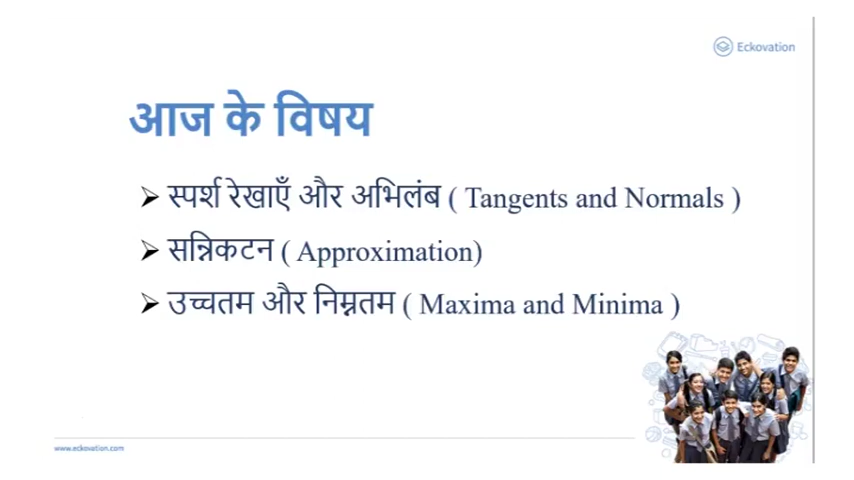 Eckovation
आज के विषय
➢ स्पर्श रेखाएँ और अभिलंब ( Tangents and Normals )
➢ सन्निकटन ( Approximation)
➢ उच्चतम और निम्नतम ( Maxima and Minima )
www.eckovation.com